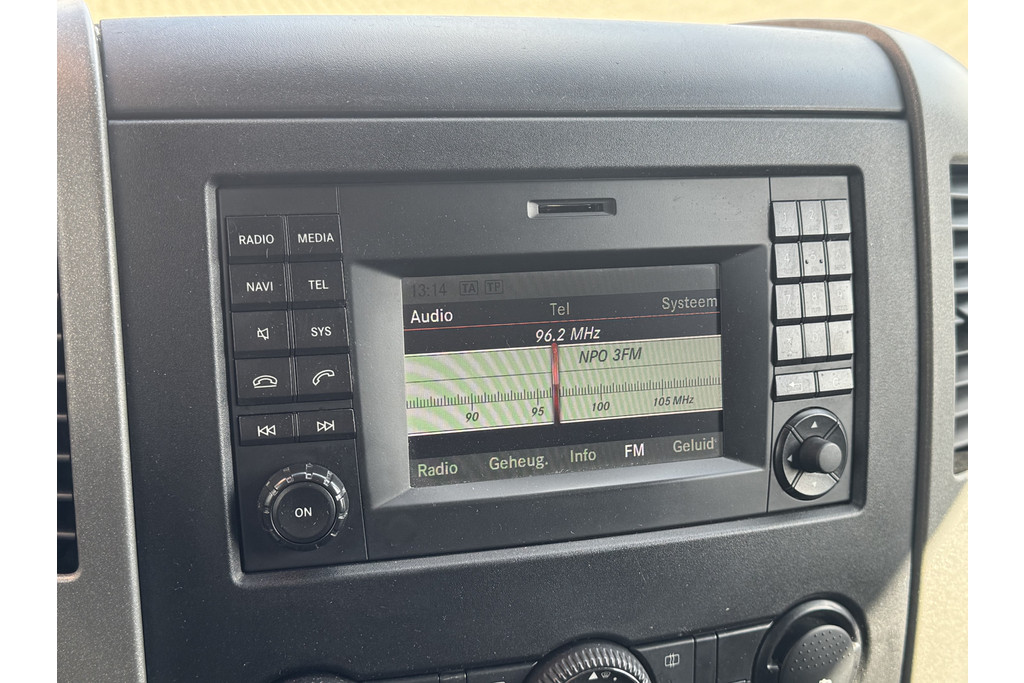 RADIO MEDIA
NAVI TEL
SYS
ON
13:14 TA TP
Audio Tel Systeem
96.2 MHz
NPO 3FM
90 95 100 105 MHz
Radio Geheug. Info FM Geluid